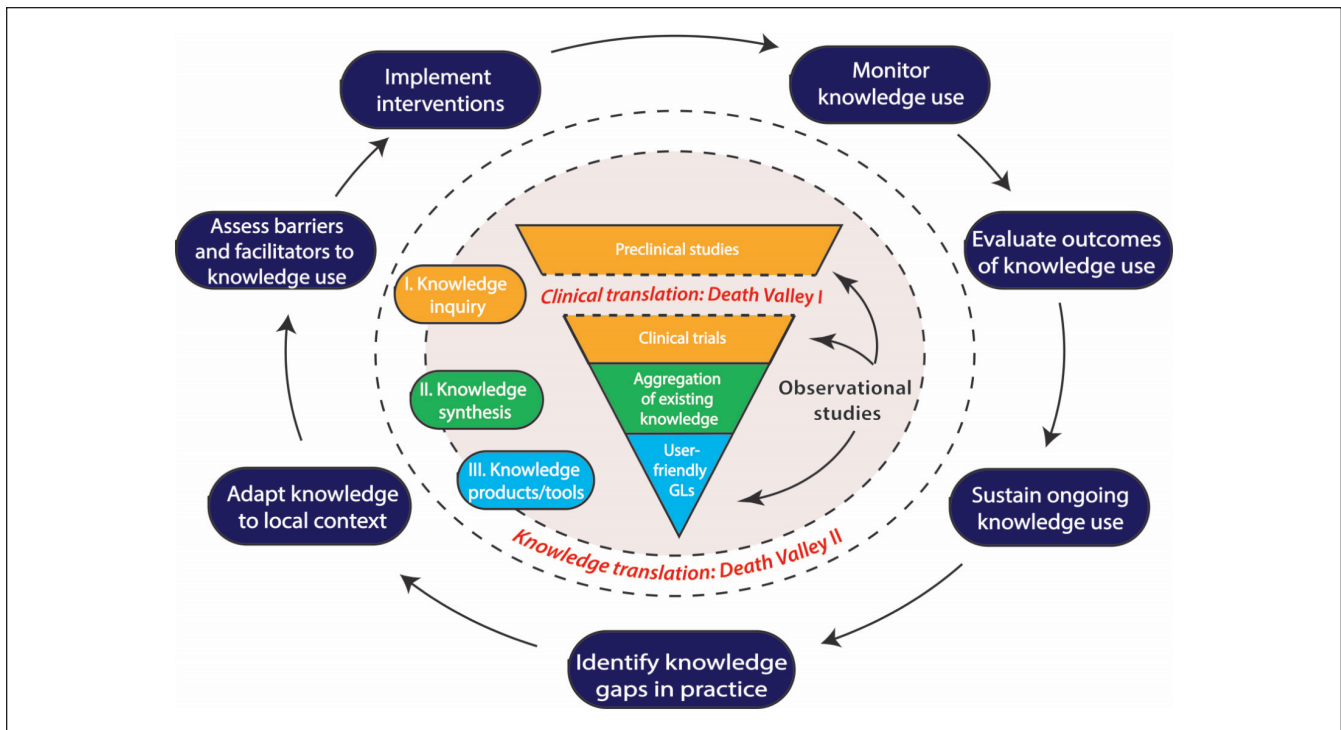 Implement
interventions
Monitor
knowledge use
Assess barriers
and facilitators to
knowledge use
Evaluate outcomes
of knowledge use
Preclinical studies
I. Knowledge
inquiry
Clinical translation: Death Valley I
Clinical trials
II. Knowledge
synthesis
Aggregation
of existing
knowledge
Observational
studies
III. Knowledge
products/tools
User-
friendly
GLs
Adapt knowledge
to local context
Sustain ongoing
knowledge use
Knowledge translation: Death Valley II
Identify knowledge
gaps in practice